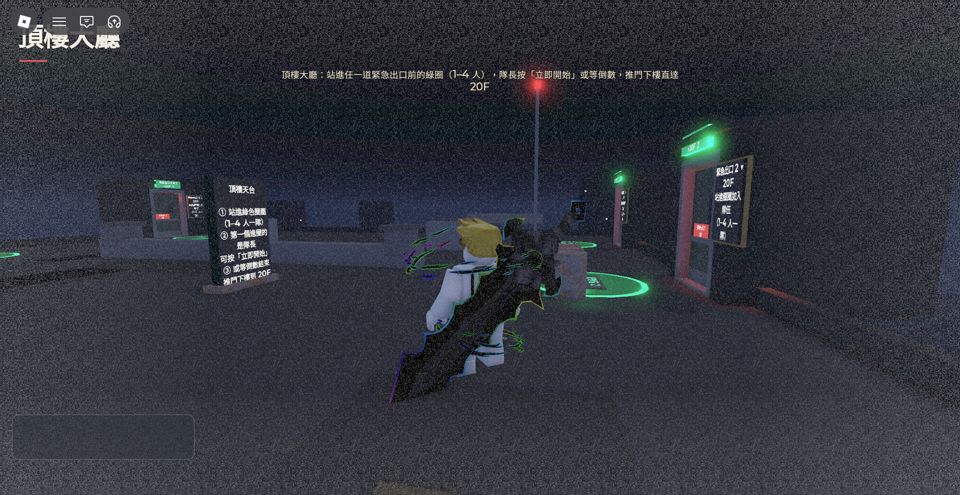 頂樓大廳
頂樓大廳：站進任一道緊急出口前的綠圈（1–4 人），隊長按「立即開始」或等倒數，推門下樓直達
20F
頂樓天台
① 站進綠色圈圈
（1–4 人一隊）
② 第一個進圈的
是隊長
可按「立即開始」
③ 或等倒數結束
推門下樓到 20F
緊急出口 2 ▼
20F
站進圈圈加入
隊伍
（1–4 人一
隊）